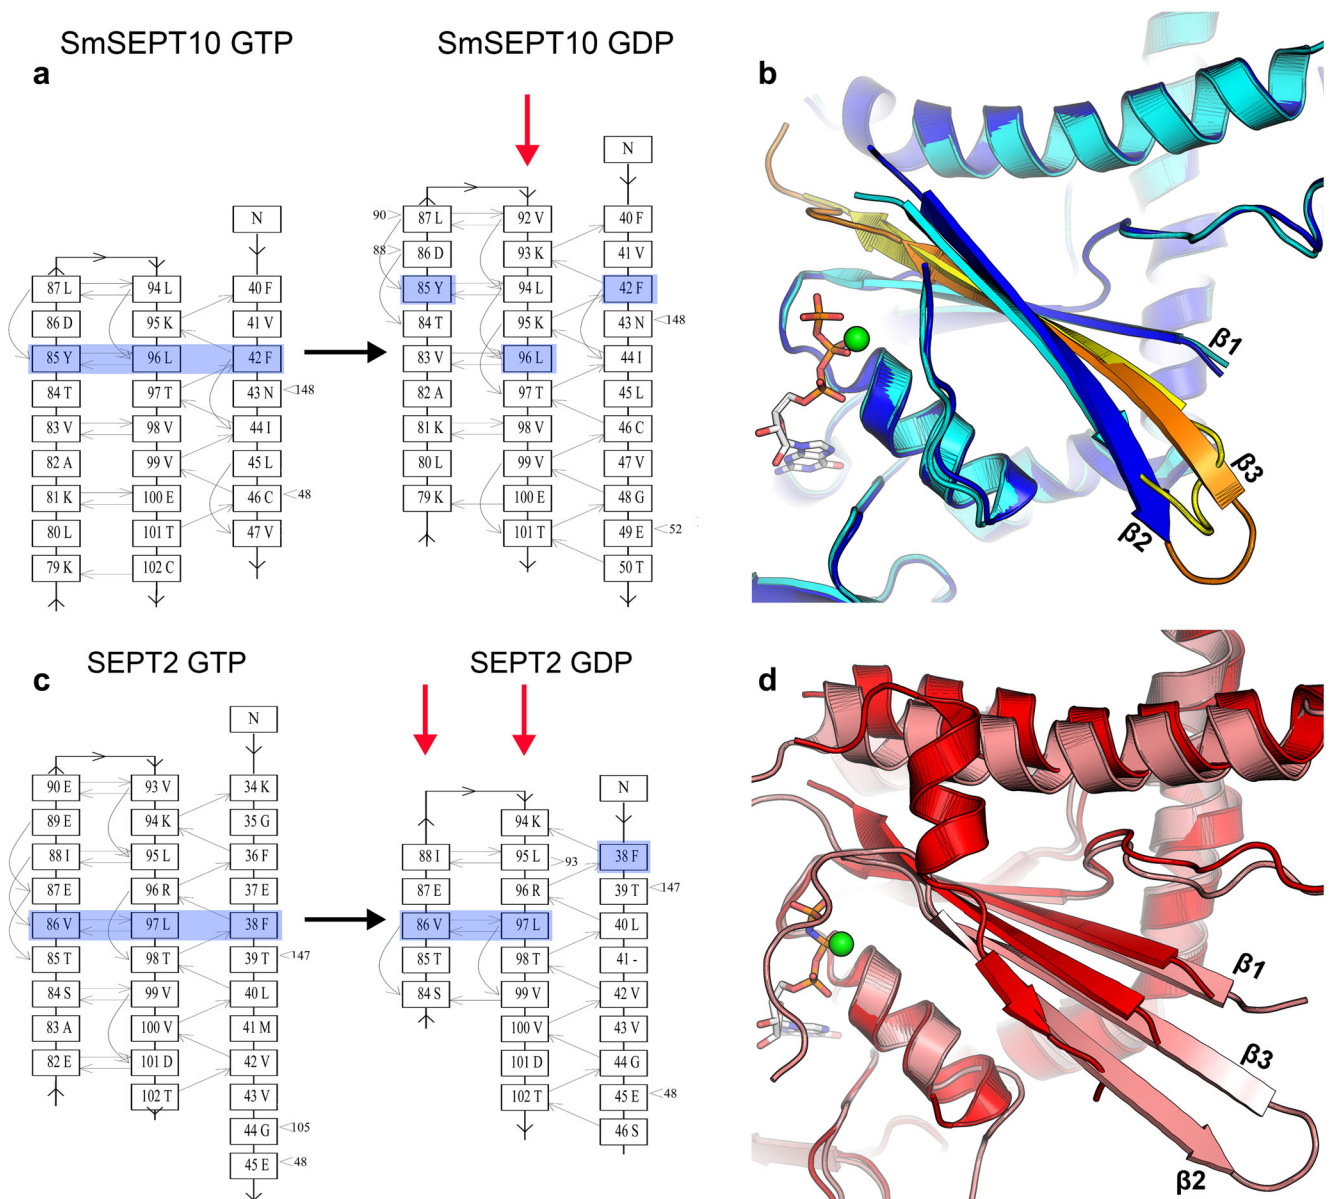 SmSEPT10 GTP
SmSEPT10 GDP
a
N
87 L
94 L
40 F
86 D
95 K
41 V
85 Y
96 L
42 F
84 T
97 T
43 N
148
83 V
98 V
44 I
82 A
99 V
45 L
81 K
100 E
46 C
48
80 L
101 T
47 V
79 K
102 C
N
90
87 L
92 V
40 F
88
86 D
93 K
41 V
85 Y
94 L
42 F
84 T
95 K
43 N
148
83 V
96 L
44 I
82 A
97 T
45 L
81 K
98 V
46 C
80 L
99 V
47 V
79 K
100 E
48 G
101 T
49 E
52
50 T
b
β1
β3
β2
SEPT2 GTP
SEPT2 GDP
c
N
90 E
93 V
34 K
89 E
94 K
35 G
88 I
95 L
36 F
87 E
96 R
37 E
86 V
97 L
38 F
85 T
98 T
39 T
147
84 S
99 V
40 L
83 A
100 V
41 M
82 E
101 D
42 V
102 T
43 V
44 G
105
45 E
48
N
94 K
88 I
95 L
93
38 F
87 E
96 R
39 T
147
86 V
97 L
40 L
85 T
98 T
41 -
84 S
99 V
42 V
100 V
43 V
101 D
44 G
102 T
45 E
48
46 S
d
β1
β3
β2